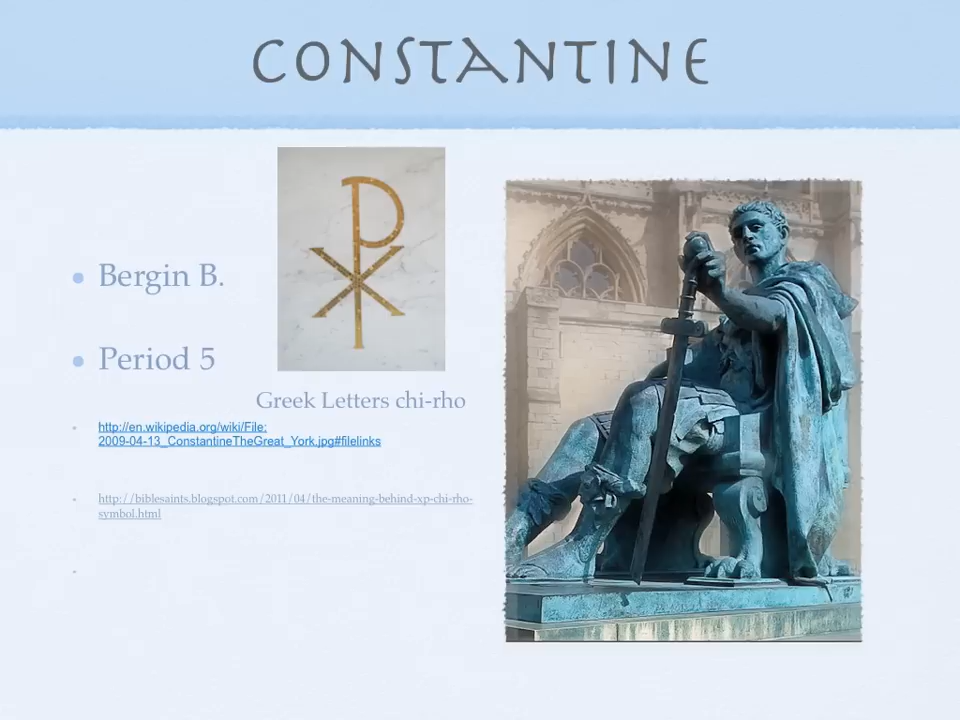 CONSTANTINE
Bergin B.
Period 5
Greek Letters chi-rho
http://en.wikipedia.org/wiki/File:
2009-04-13_ConstantineTheGreat_York.jpg#filelinks
http://biblesaints.blogspot.com/2011/04/the-meaning-behind-xp-chi-rho-
symbol.html